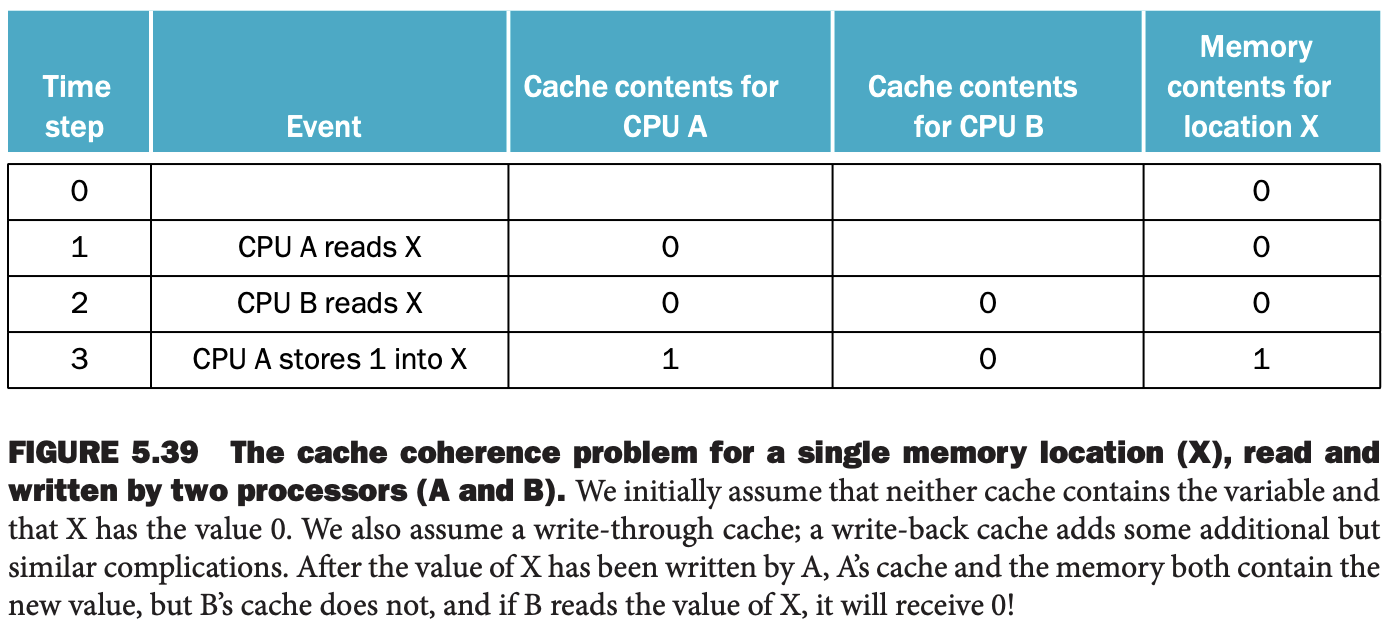 Time step Event Cache contents for CPU A Cache contents for CPU B Memory contents for location X
0 0
1 CPU A reads X 0 0
2 CPU B reads X 0 0 0
3 CPU A stores 1 into X 1 0 1
FIGURE 5.39 The cache coherence problem for a single memory location (X), read and
written by two processors (A and B). We initially assume that neither cache contains the variable and
that X has the value 0. We also assume a write-through cache; a write-back cache adds some additional but
similar complications. After the value of X has been written by A, A’s cache and the memory both contain the
new value, but B’s cache does not, and if B reads the value of X, it will receive 0!